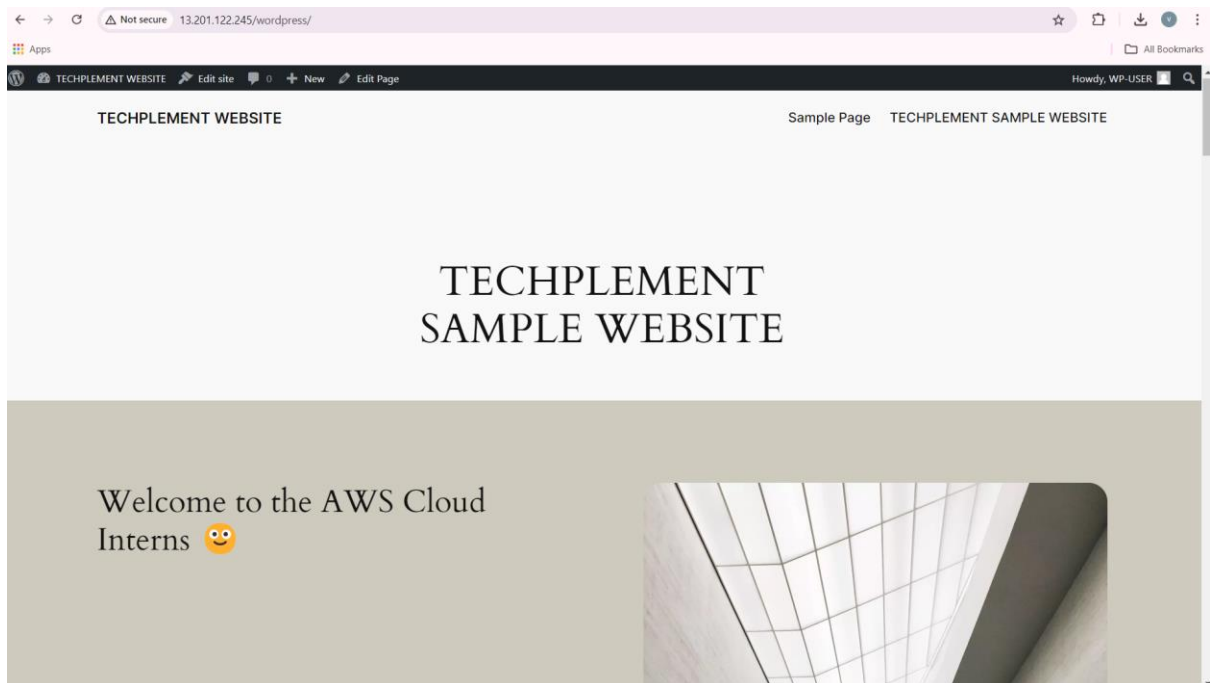 Not secure 13.201.122.245/wordpress/
V
Apps
All Bookmarks
TECHPLEMENT WEBSITE Edit site 0 New Edit Page
Howdy, WP-USER
TECHPLEMENT WEBSITE
Sample Page TECHPLEMENT SAMPLE WEBSITE
TECHPLEMENT
SAMPLE WEBSITE
Welcome to the AWS Cloud
Interns 🙂